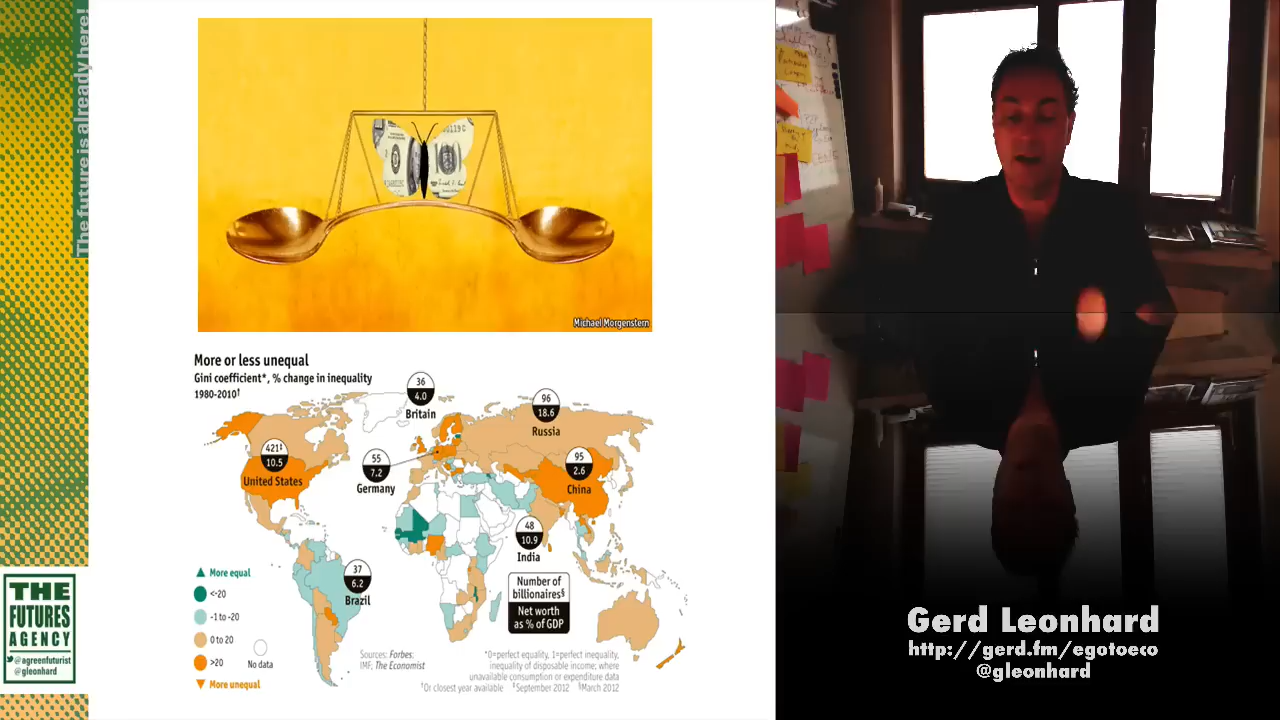 The future is already here!
Michael Morgenstern
More or less unequal
Gini coefficient*, % change in inequality
1980-2010†
36
4.0
Britain
96
18.6
Russia
421‡
10.5
United States
55
7.2
Germany
95
2.6
China
48
10.9
India
37
6.2
Brazil
Number of
billionaires§
Net worth
as % of GDP
More equal
<-20
-1 to -20
0 to 20
>20
More unequal
No data
Sources: Forbes;
IMF; The Economist
*0=perfect equality, 1=perfect inequality,
inequality of disposable income; where
unavailable consumption or expenditure data
†Or closest year available ‡September 2012 §March 2012
THE
FUTURES
AGENCY
@agreenfuturist
@gleonhard
Gerd Leonhard
http://gerd.fm/egotoeco
@gleonhard